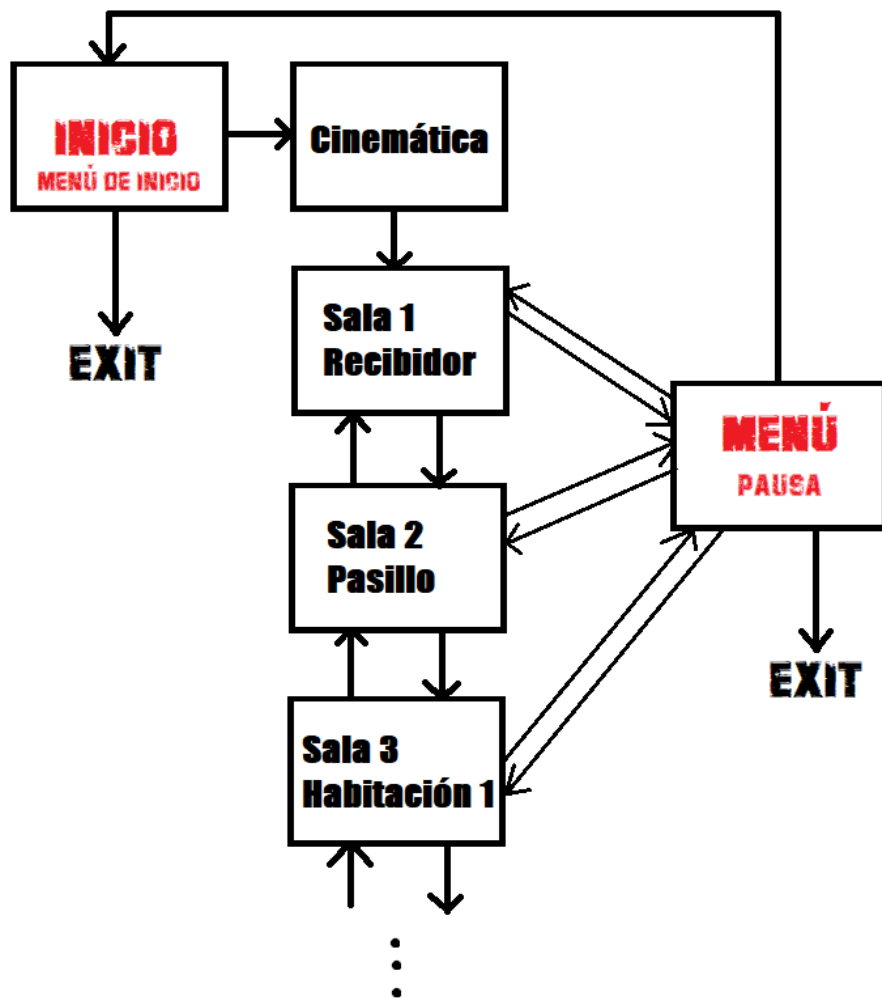 INICIO
MENÚ DE INICIO
Cinemática
EXIT
Sala 1
Recibidor
MENÚ
PAUSA
Sala 2
Pasillo
EXIT
Sala 3
Habitación 1